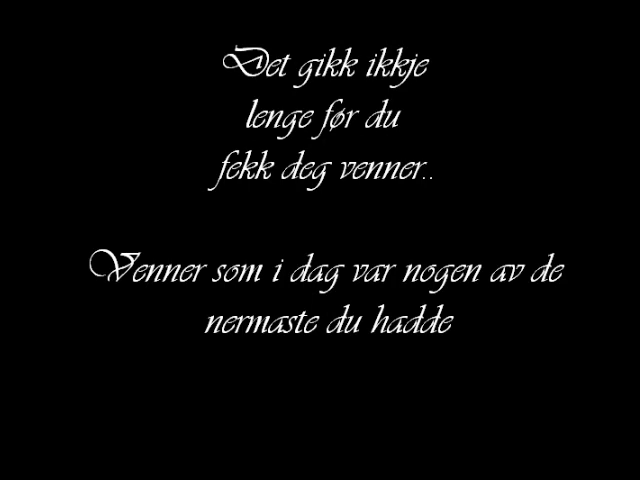 Det gikk ikkje
lenge før du
fekk deg venner..
Venner som i dag var nogen av de
nermaste du hadde